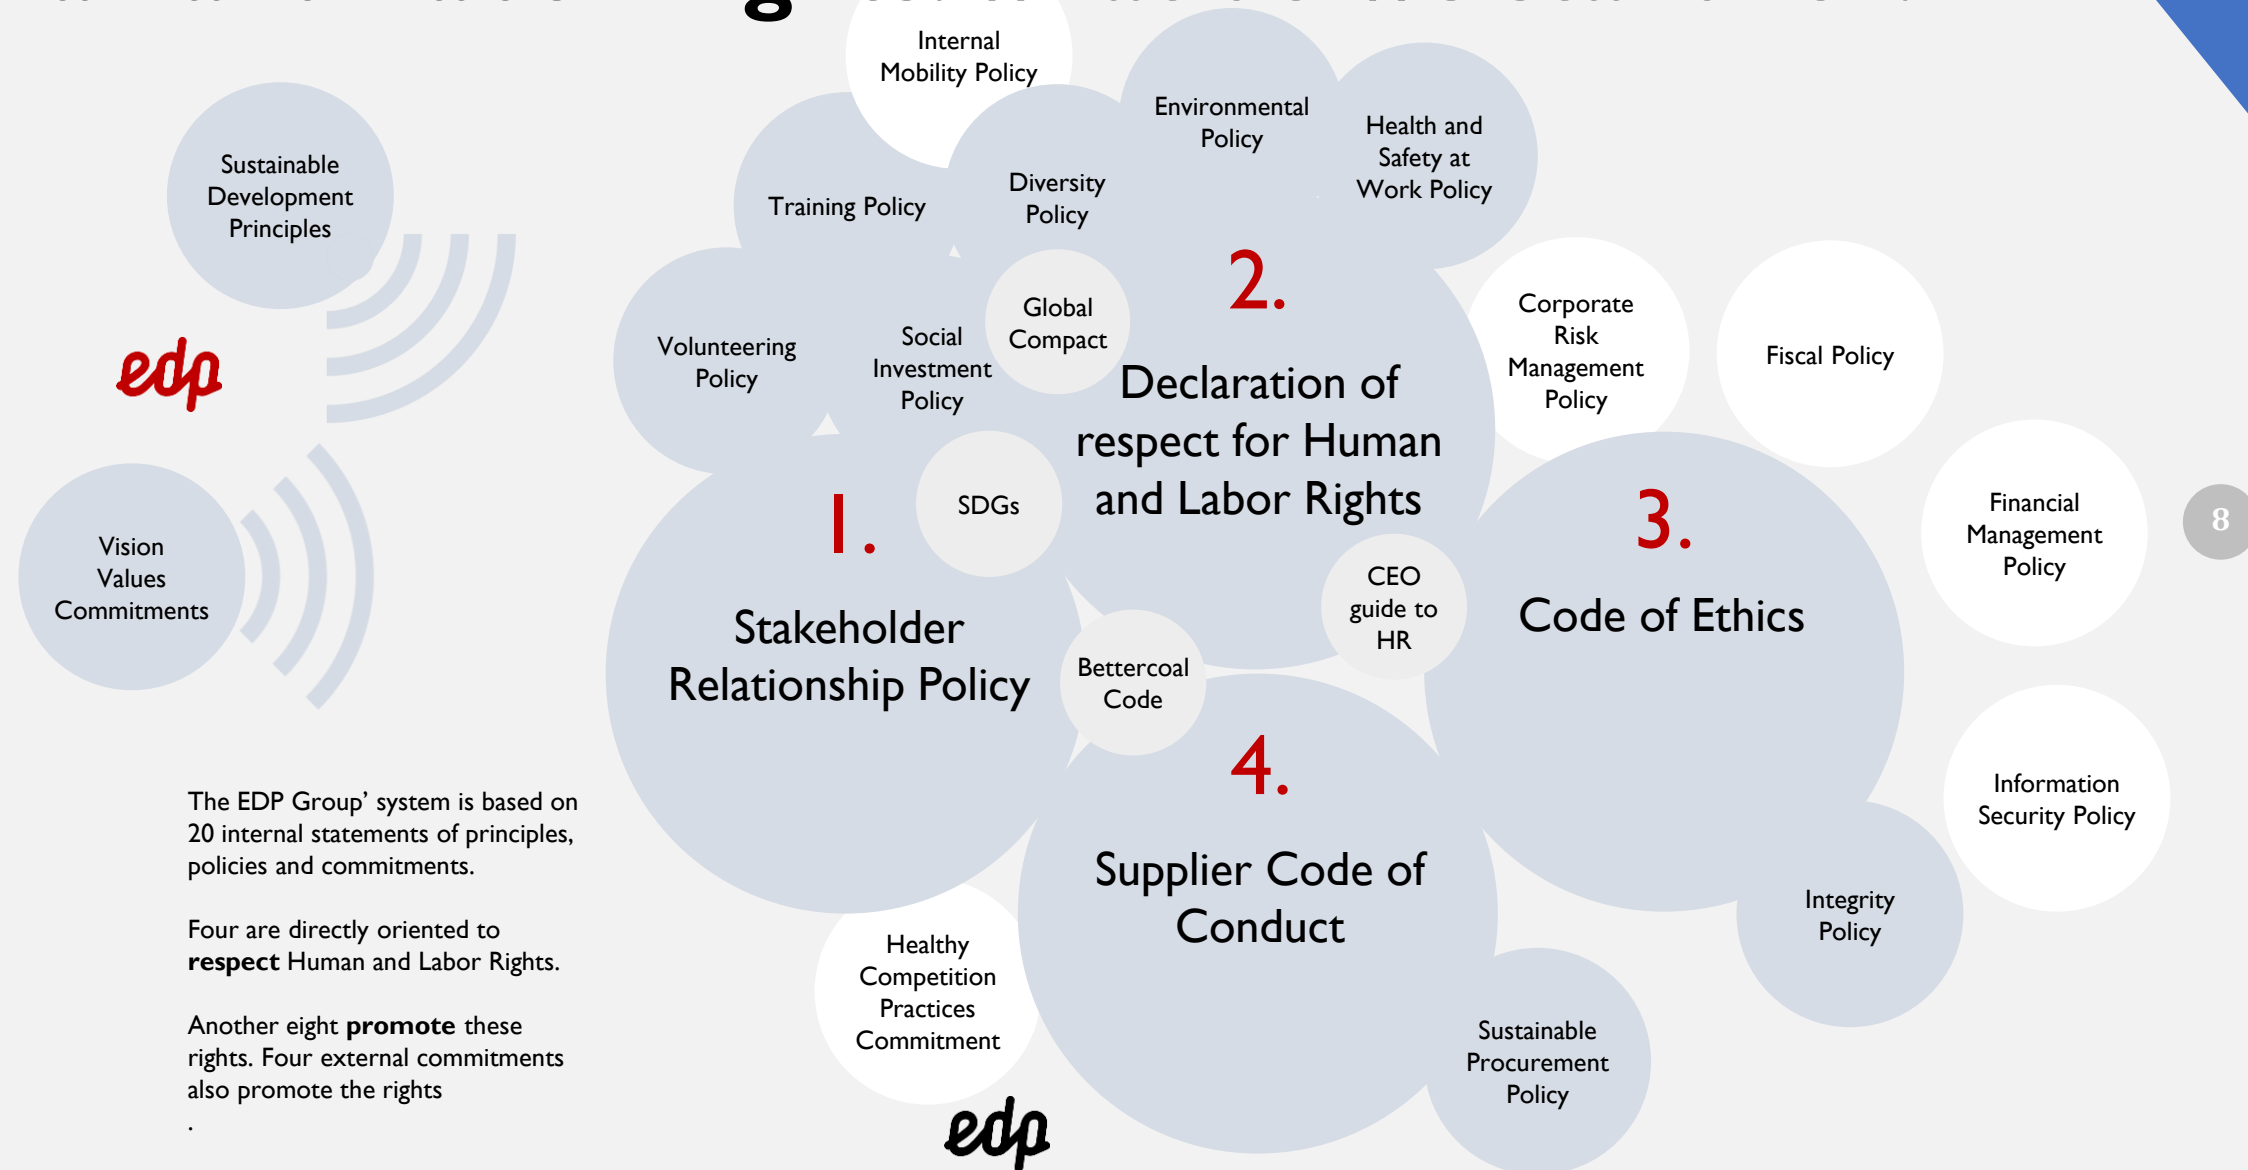 Internal
Mobility Policy
Environmental
Policy
Health and
Safety at
Work Policy
Sustainable
Development
Principles
Training Policy
Diversity
Policy
2.
Global
Compact
Corporate
Risk
Management
Policy
Fiscal Policy
Volunteering
Policy
Social
Investment
Policy
edp
Declaration of
respect for Human
and Labor Rights
SDGs
1.
3.
Financial
Management
Policy
8
Vision
Values
Commitments
CEO
guide to
HR
Code of Ethics
Stakeholder
Relationship Policy
Bettercoal
Code
4.
Information
Security Policy
The EDP Group’ system is based on
20 internal statements of principles,
policies and commitments.
Four are directly oriented to
respect Human and Labor Rights.
Another eight promote these
rights. Four external commitments
also promote the rights
.
Supplier Code of
Conduct
Integrity
Policy
Healthy
Competition
Practices
Commitment
Sustainable
Procurement
Policy
edp